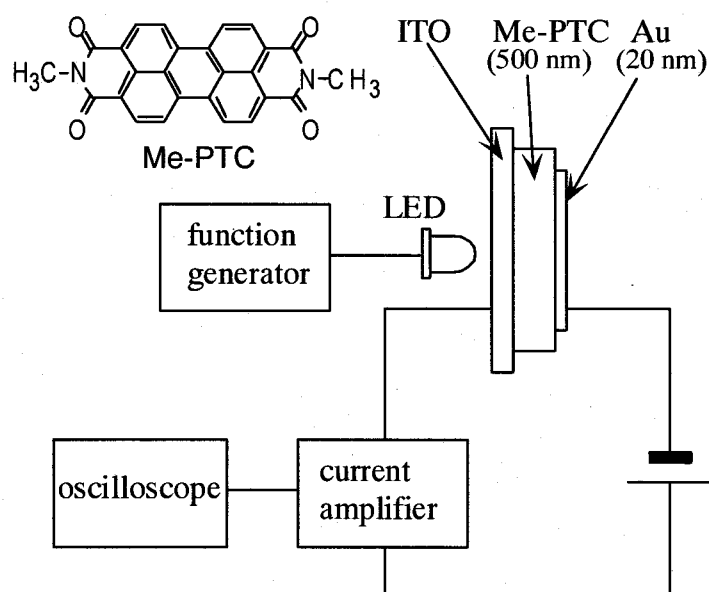 O O
H₃C-N N-CH₃
O O
Me-PTC
ITO Me-PTC Au
(500 nm) (20 nm)
LED
function
generator
oscilloscope
current
amplifier